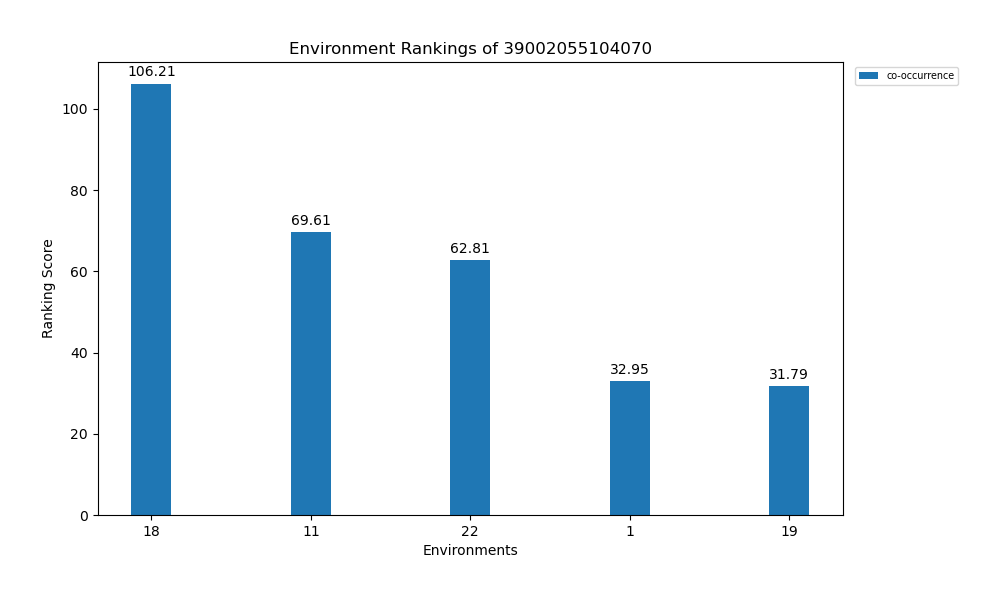 Environment Rankings of 39002055104070
co-occurrence
106.21
69.61
62.81
32.95
31.79
Ranking Score
100
80
60
40
20
0
18 11 22 1 19
Environments